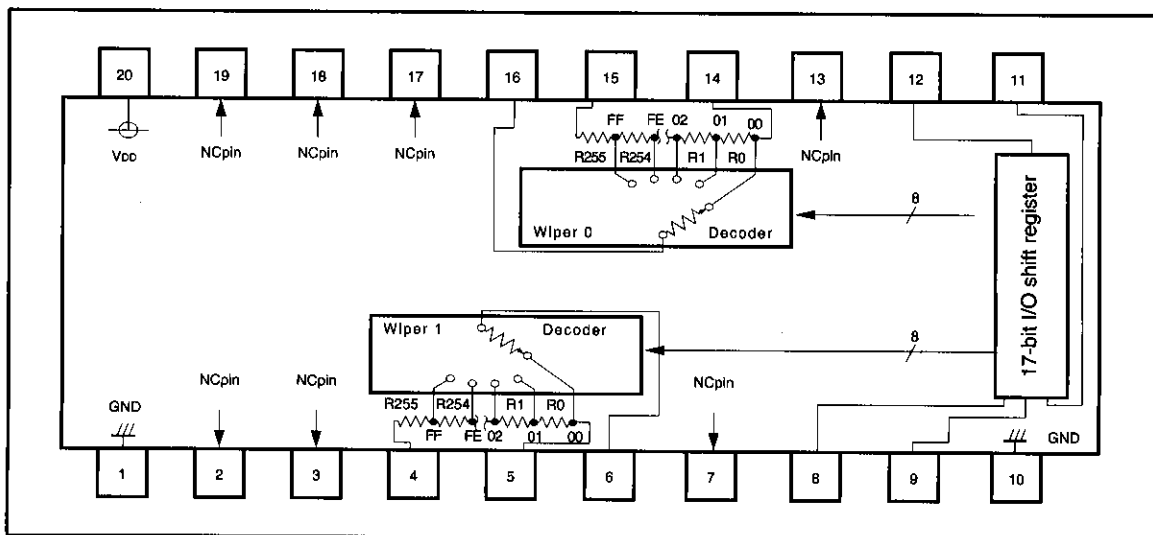 20 19 18 17 16 15 14 13 12 11
VDD NCpin NCpin NCpin NCpin
FF FE 02 01 00
R255 R254 R1 R0
Wiper 0 Decoder
8
17-bit I/O shift register
Wiper 1 Decoder
8
NCpin NCpin NCpin
R255 R254 R1 R0
GND FF FE 02 01 00 GND
1 2 3 4 5 6 7 8 9 10